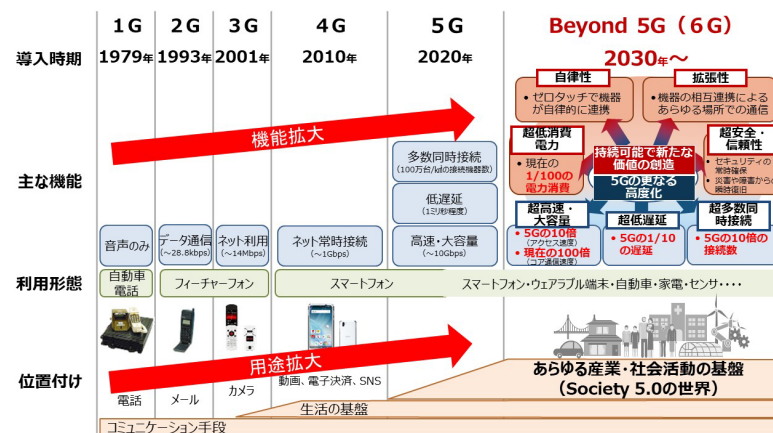 1G
2G
3G
4G
5G
Beyond 5G（6G）
導入時期
1979年
1993年
2001年
2010年
2020年
2030年～
主な機能
機能拡大
自律性
• ゼロタッチで機器
が自律的に連携
拡張性
• 機器の相互連携による
あらゆる場所での通信
超低消費
電力
• 現在の
1/100の
電力消費
持続可能で新たな
価値の創造
5Gの更なる
高度化
超安全・
信頼性
• セキュリティの
常時確保
• 災害や障害からの
瞬時復旧
多数同時接続
(100万台/k㎡の接続機器数)
低遅延
(1ミリ秒程度)
超高速・
大容量
• 5Gの10倍
(アクセス速度)
• 現在の100倍
(コア通信速度)
超低遅延
• 5Gの1/10
の遅延
超多数同
時接続
• 5Gの10倍の
接続数
音声のみ
データ通信
(～28.8kbps)
ネット利用
(～14Mbps)
ネット常時接続
(～1Gbps)
高速・大容量
(～10Gbps)
利用形態
自動車
電話
フィーチャーフォン
スマートフォン
スマートフォン・ウェアラブル端末・自動車・家電・センサ････
位置付け
用途拡大
電話
メール
カメラ
動画、電子決済、SNS
あらゆる産業・社会活動の基盤
（Society 5.0の世界）
生活の基盤
コミュニケーション手段